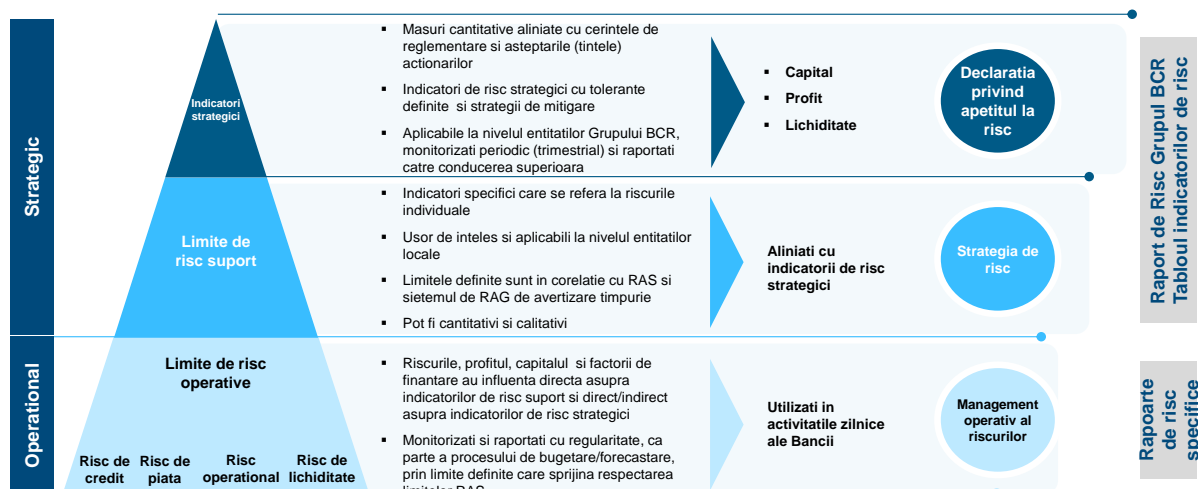 Strategic
Indicatori
strategici
Masuri cantitative aliniate cu cerintele de
reglementare si asteptarile (tintele)
actionarilor
Indicatori de risc strategici cu tolerante
definite si strategii de mitigare
Aplicabile la nivelul entitatilor Grupului BCR,
monitorizati periodic (trimestrial) si raportati
catre conducerea superioara
Capital
Profit
Lichiditate
Declaratia
privind
apetitul la
risc
Raport de Risc Grupul BCR
Tabloul indicatorilor de risc
Limite de
risc suport
Indicatori specifici care se refera la riscurile
individuale
Usor de inteles si aplicabili la nivelul entitatilor
locale
Limitele definite sunt in corelatie cu RAS si
sietemul de RAG de avertizare timpurie
Pot fi cantitativi si calitativi
Aliniati cu
indicatorii de risc
strategici
Strategia de
risc
Operational
Limite de risc
operative
Risc de
credit
Risc de
piata
Risc
operational
Risc de
lichiditate
Riscurile, profitul, capitalul si factorii de
finantare au influenta directa asupra
indicatorilor de risc suport si direct/indirect
asupra indicatorilor de risc strategici
Monitorizati si raportati cu regularitate, ca
parte a procesului de bugetare/forecastare,
prin limite definite care sprijina respectarea
limitelor RAS
Utilizati in
activitatile zilnice
ale Bancii
Management
operativ al
riscurilor
Rapoarte
de risc
specifice